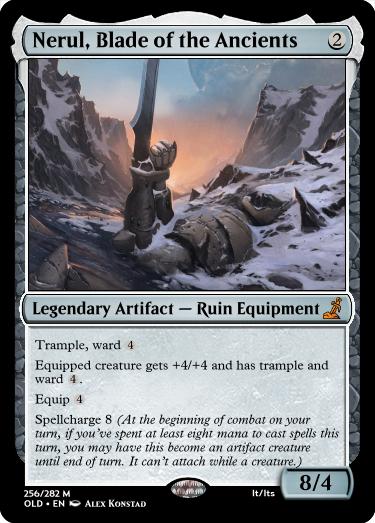 Nerul, Blade of the Ancients 2
Legendary Artifact — Ruin Equipment
Trample, ward 4
Equipped creature gets +4/+4 and has trample and
ward 4 .
Equip 4
Spellcharge 8 (At the beginning of combat on your
turn, if you've spent at least eight mana to cast spells this
turn, you may have this become an artifact creature
until end of turn. It can't attach while a creature.)
8/4
256/282 M
OLD • EN Alex Konstad
It/Its